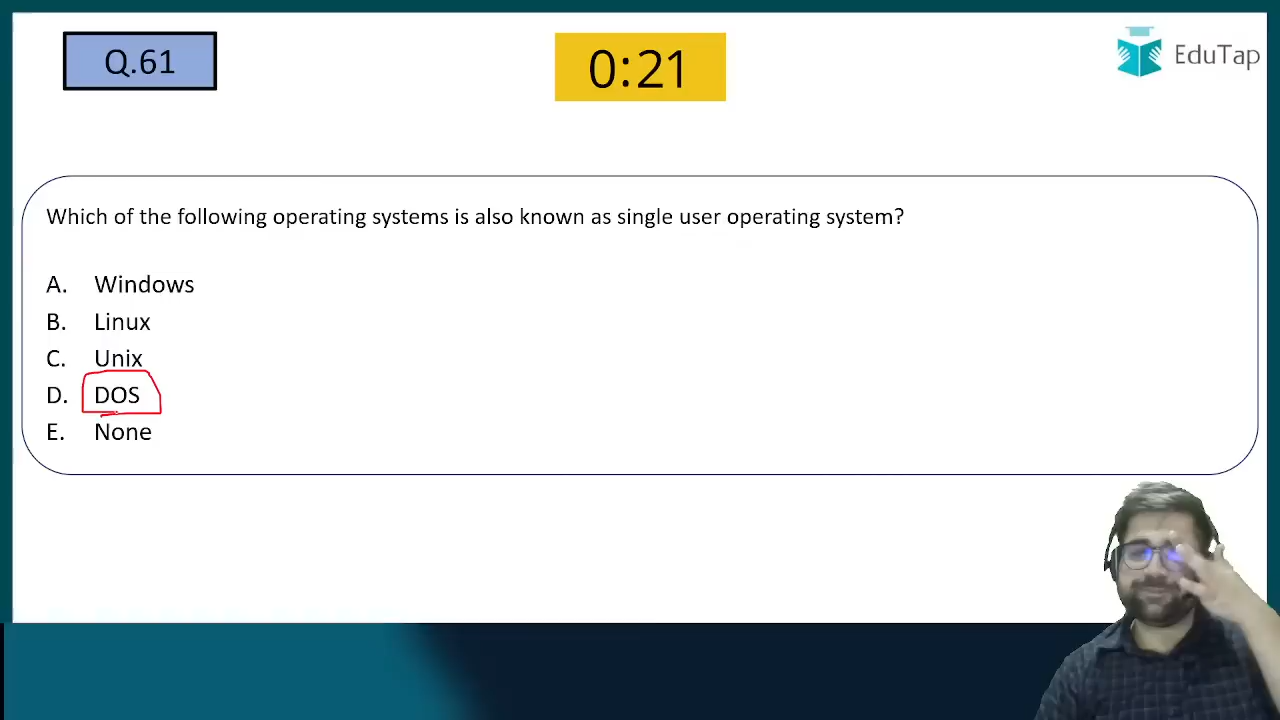 Q.61
0:21
EduTap
Which of the following operating systems is also known as single user operating system?
A. Windows
B. Linux
C. Unix
D. DOS
E. None